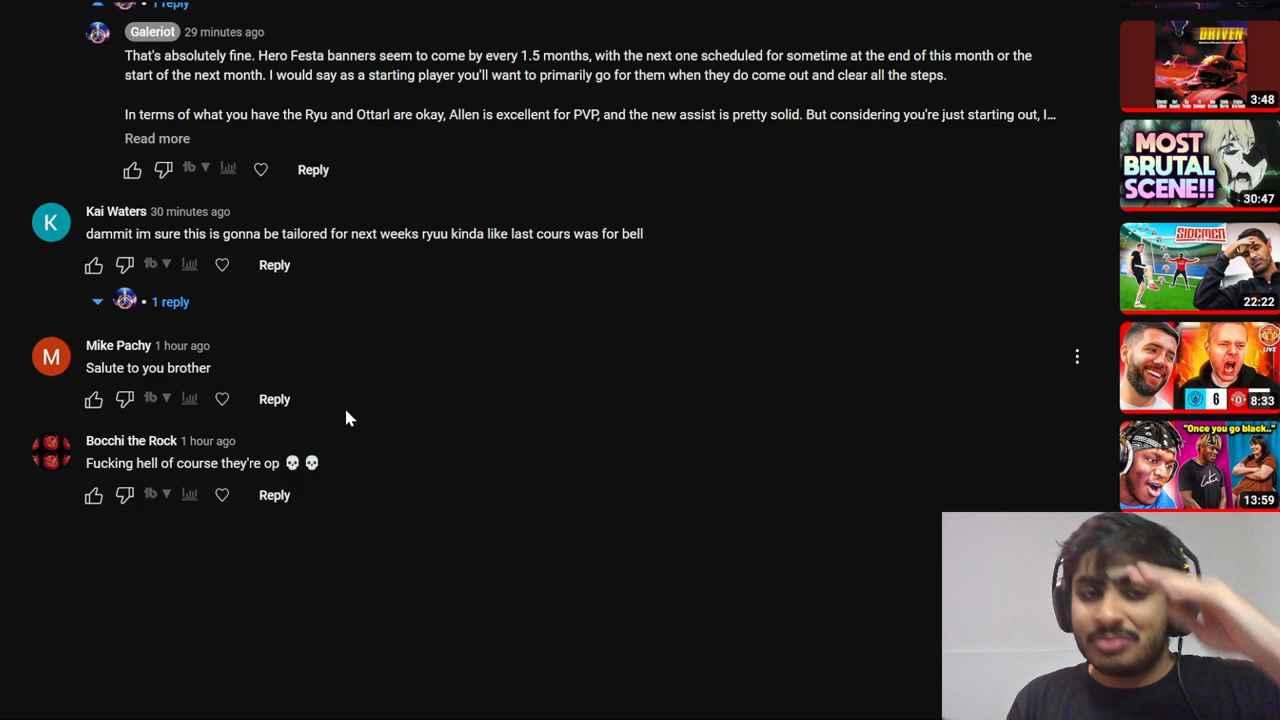 1 reply
Galeriot 29 minutes ago
That's absolutely fine. Hero Festa banners seem to come by every 1.5 months, with the next one scheduled for sometime at the end of this month or the
start of the next month. I would say as a starting player you'll want to primarily go for them when they do come out and clear all the steps.
In terms of what you have the Ryu and Ottarl are okay, Allen is excellent for PVP, and the new assist is pretty solid. But considering you're just starting out, I...
Read more
tb
Reply
K
Kai Waters 30 minutes ago
dammit im sure this is gonna be tailored for next weeks ryuu kinda like last cours was for bell
tb
Reply
• 1 reply
M
Mike Pachy 1 hour ago
Salute to you brother
tb
Reply
Bocchi the Rock 1 hour ago
Fucking hell of course they're op 💀 💀
tb
Reply
DRIVEN
3:48
MOST
BRUTAL
SCENE!!
30:47
SIDEMEN
22:22
LIVE
6
8:33
"Once you go black.."
13:59